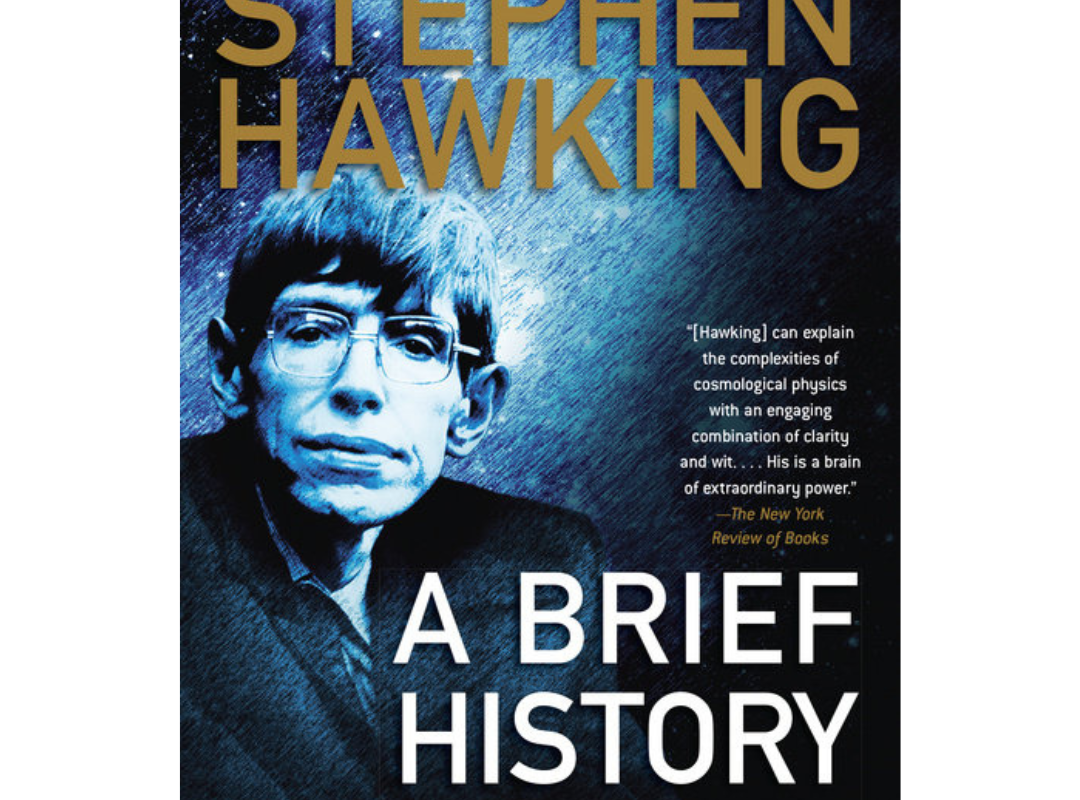 STEPHEN
HAWKING
“[Hawking] can explain
the complexities of
cosmological physics
with an engaging
combination of clarity
and wit. . . . His is a brain
of extraordinary power.”
—The New York
Review of Books
A BRIEF
HISTORY